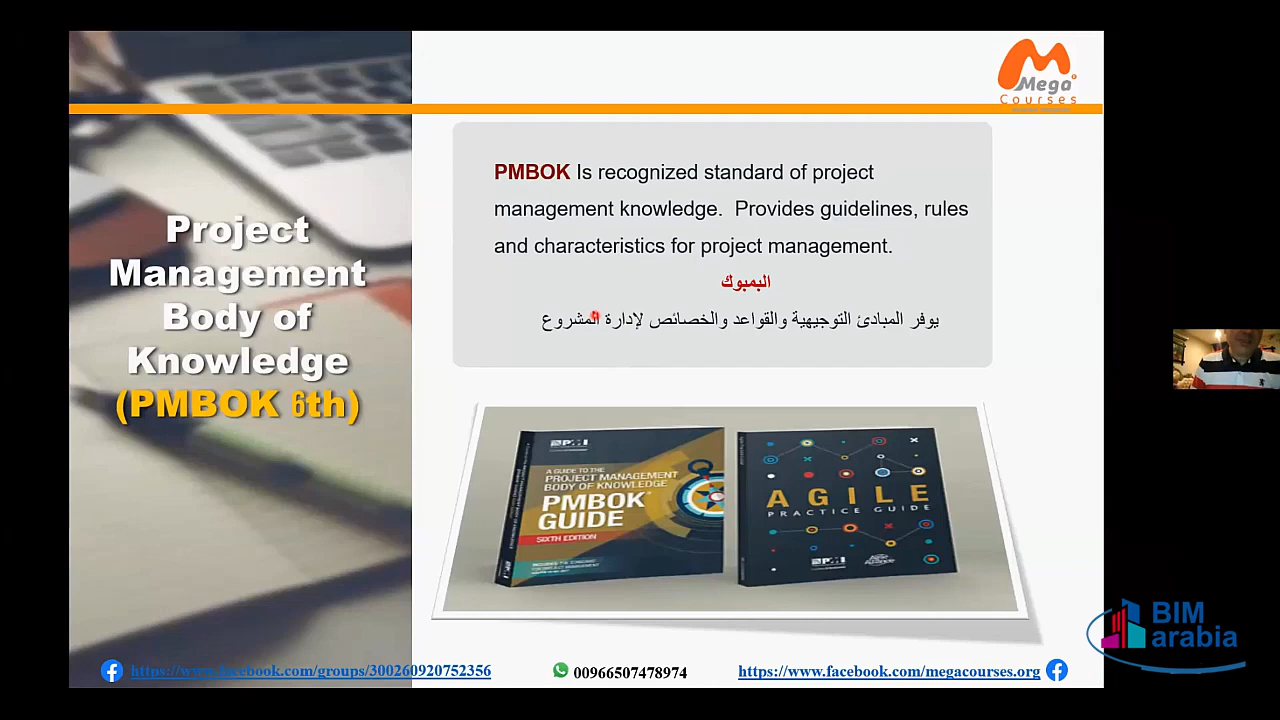 Mega
Courses
Project
Management
Body of
Knowledge
(PMBOK 6th)
PMBOK Is recognized standard of project
management knowledge. Provides guidelines, rules
and characteristics for project management.
البمبوك
يوفر المبادئ التوجيهية والقواعد والخصائص لإدارة المشروع
A GUIDE TO THE
PROJECT MANAGEMENT
BODY OF KNOWLEDGE
PMBOK®
GUIDE
SIXTH EDITION
AGILE
PRACTICE GUIDE
https://www.facebook.com/groups/300260920752356
00966507478974
https://www.facebook.com/megacourses.org
BIM
arabia